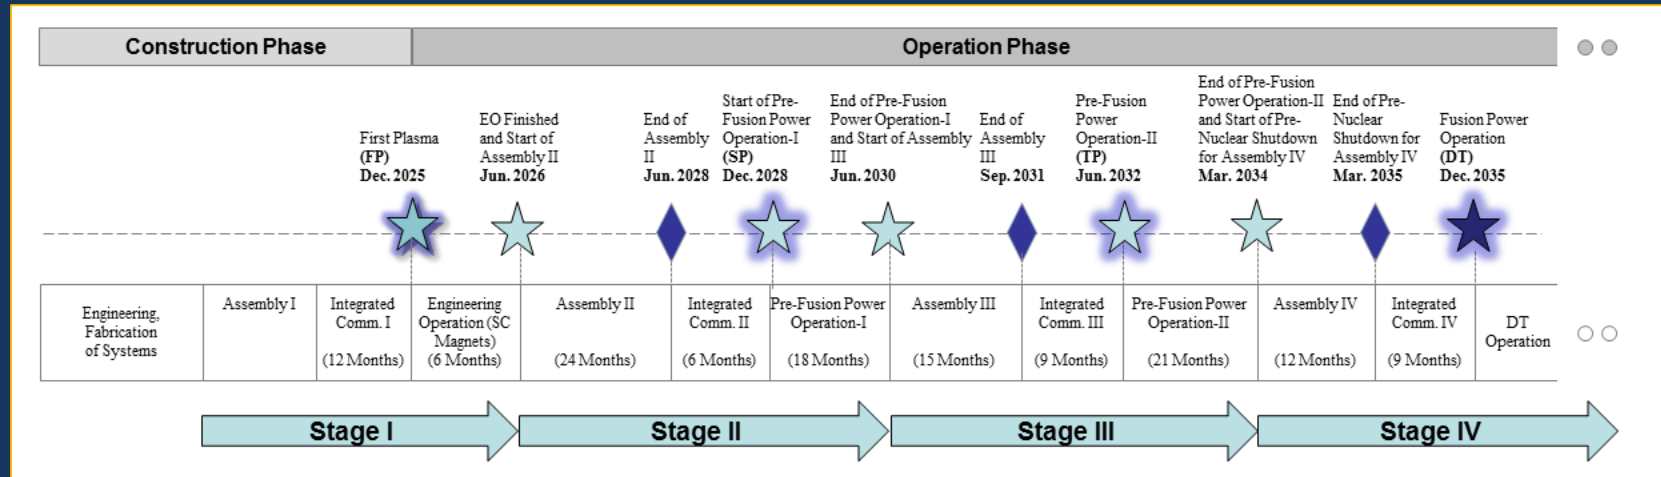 Construction Phase
Operation Phase
First Plasma
(FP)
Dec. 2025
EO Finished
and Start of
Assembly II
Jun. 2026
End of
Assembly
II
Jun. 2028
Start of Pre-
Fusion Power
Operation-I
(SP)
Dec. 2028
End of Pre-Fusion
Power Operation-I
and Start of Assembly
III
Jun. 2030
End of
Assembly
III
Sep. 2031
Pre-Fusion
Power
Operation-II
(TP)
Jun. 2032
End of Pre-Fusion
Power Operation-II
and Start of Pre-
Nuclear Shutdown
for Assembly IV
Mar. 2034
End of Pre-
Nuclear
Shutdown for
Assembly IV
Mar. 2035
Fusion Power
Operation
(DT)
Dec. 2035
Engineering,
Fabrication
of Systems
Assembly I
Integrated
Comm. I
(12 Months)
Engineering
Operation (SC
Magnets)
(6 Months)
Assembly II
(24 Months)
Integrated
Comm. II
(6 Months)
Pre-Fusion Power
Operation-I
(18 Months)
Assembly III
(15 Months)
Integrated
Comm. III
(9 Months)
Pre-Fusion Power
Operation-II
(21 Months)
Assembly IV
(12 Months)
Integrated
Comm. IV
(9 Months)
DT
Operation
Stage I
Stage II
Stage III
Stage IV